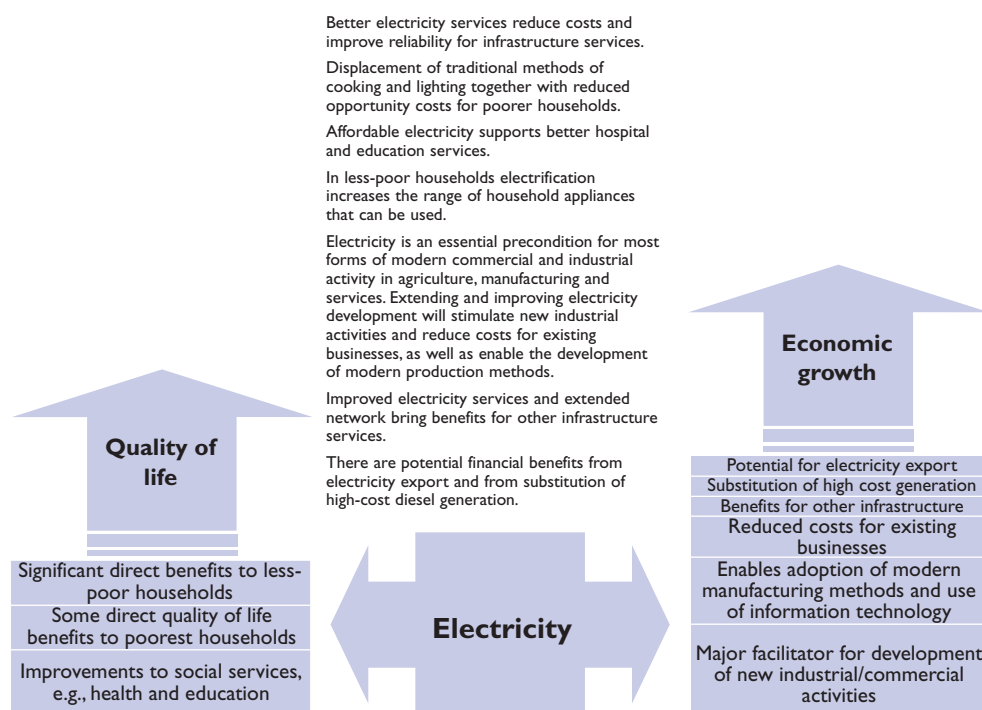 Better electricity services reduce costs and
improve reliability for infrastructure services.
Displacement of traditional methods of
cooking and lighting together with reduced
opportunity costs for poorer households.
Affordable electricity supports better hospital
and education services.
In less-poor households electrification
increases the range of household appliances
that can be used.
Electricity is an essential precondition for most
forms of modern commercial and industrial
activity in agriculture, manufacturing and
services. Extending and improving electricity
development will stimulate new industrial
activities and reduce costs for existing
businesses, as well as enable the development
of modern production methods.
Improved electricity services and extended
network bring benefits for other infrastructure
services.
There are potential financial benefits from
electricity export and from substitution of
high-cost diesel generation.
Quality of
life
Significant direct benefits to less-
poor households
Some direct quality of life
benefits to poorest households
Improvements to social services,
e.g., health and education
Electricity
Economic
growth
Potential for electricity export
Substitution of high cost generation
Benefits for other infrastructure
Reduced costs for existing
businesses
Enables adoption of modern
manufacturing methods and use
of information technology
Major facilitator for development
of new industrial/commercial
activities